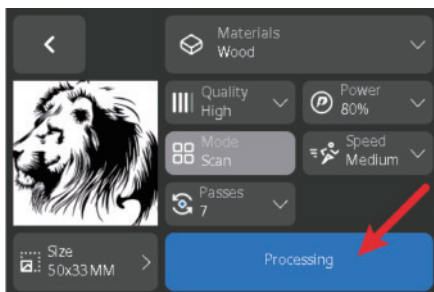 Materials
Wood
Quality
High
Power
80%
Mode
Scan
Speed
Medium
Passes
7
Size
50x33MM
Processing